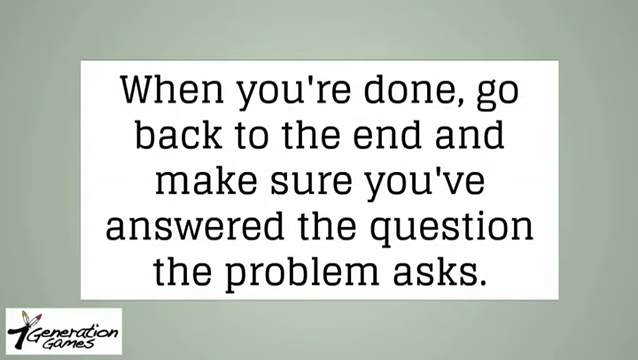 When you're done, go
back to the end and
make sure you've
answered the question
the problem asks.
7 Generation
Games